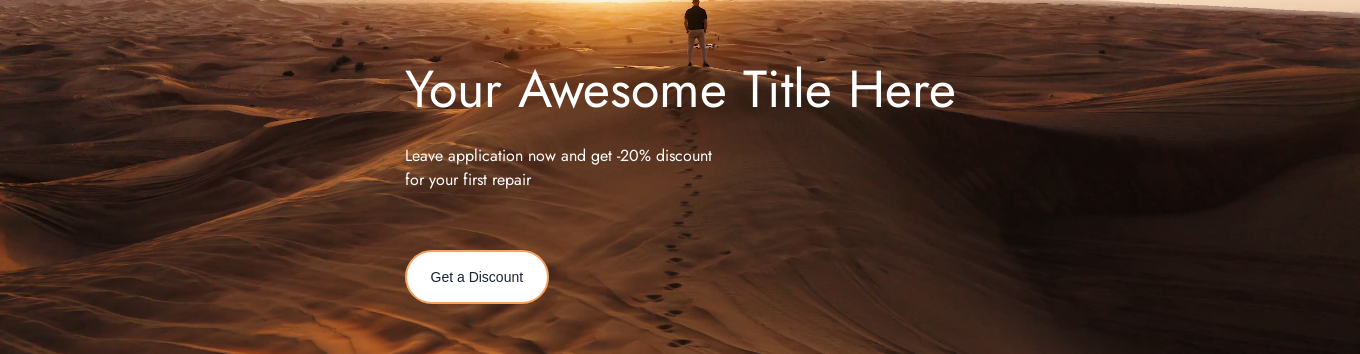 Your Awesome Title Here
Leave application now and get -20% discount
for your first repair
Get a Discount